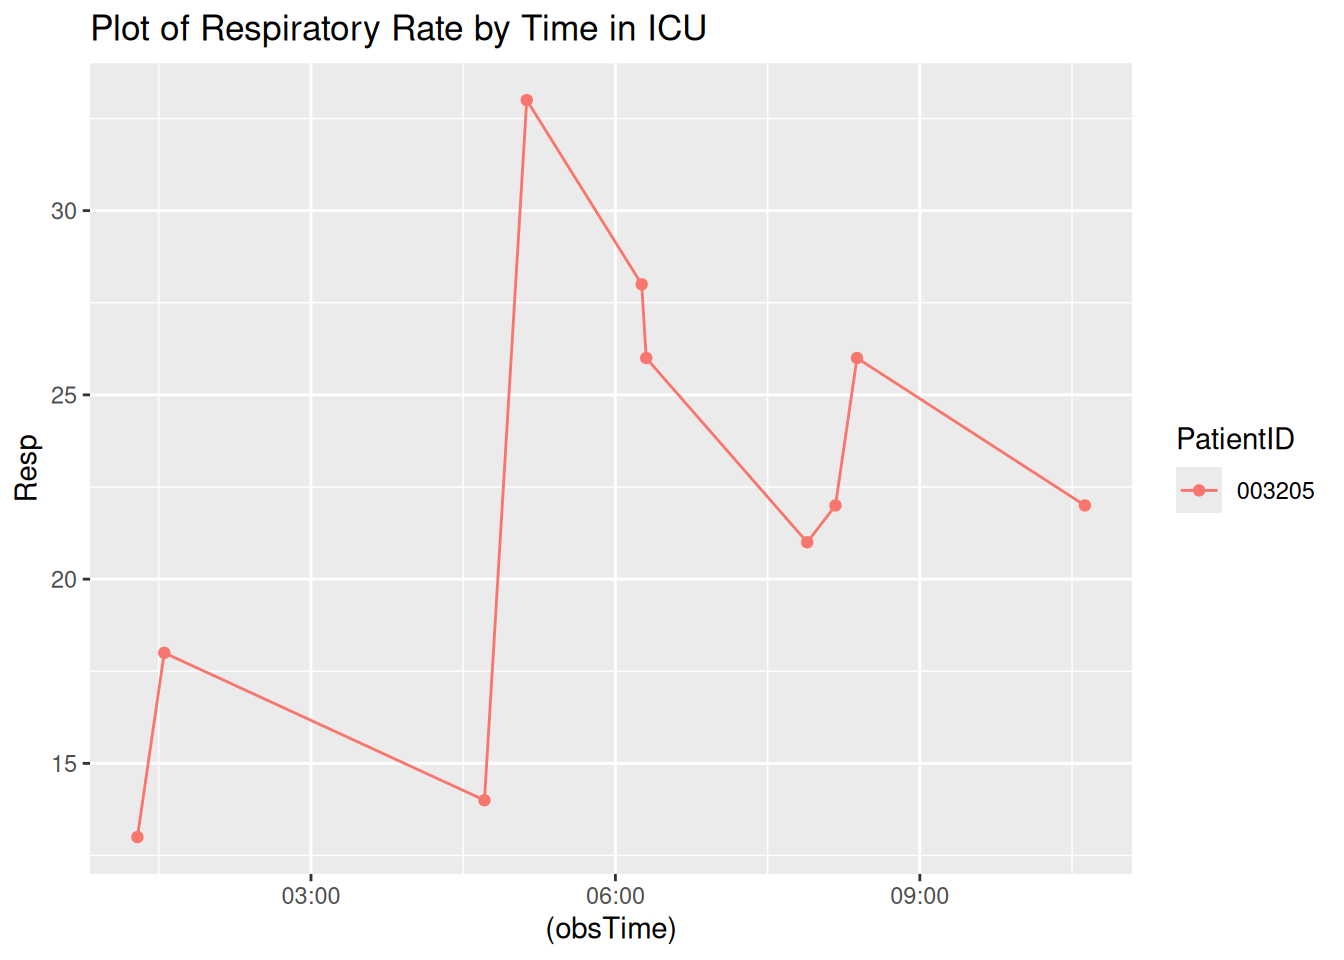 Plot of Respiratory Rate by Time in ICU
30
25
20
15
Resp
03:00 06:00 09:00
(obsTime)
PatientID
003205